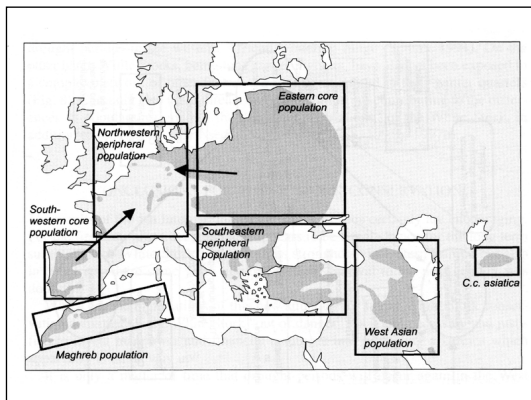 Eastern core
population
Northwestern
peripheral
population
South-
western core
population
Southeastern
peripheral
population
C.c. asiatica
West Asian
population
Maghreb population